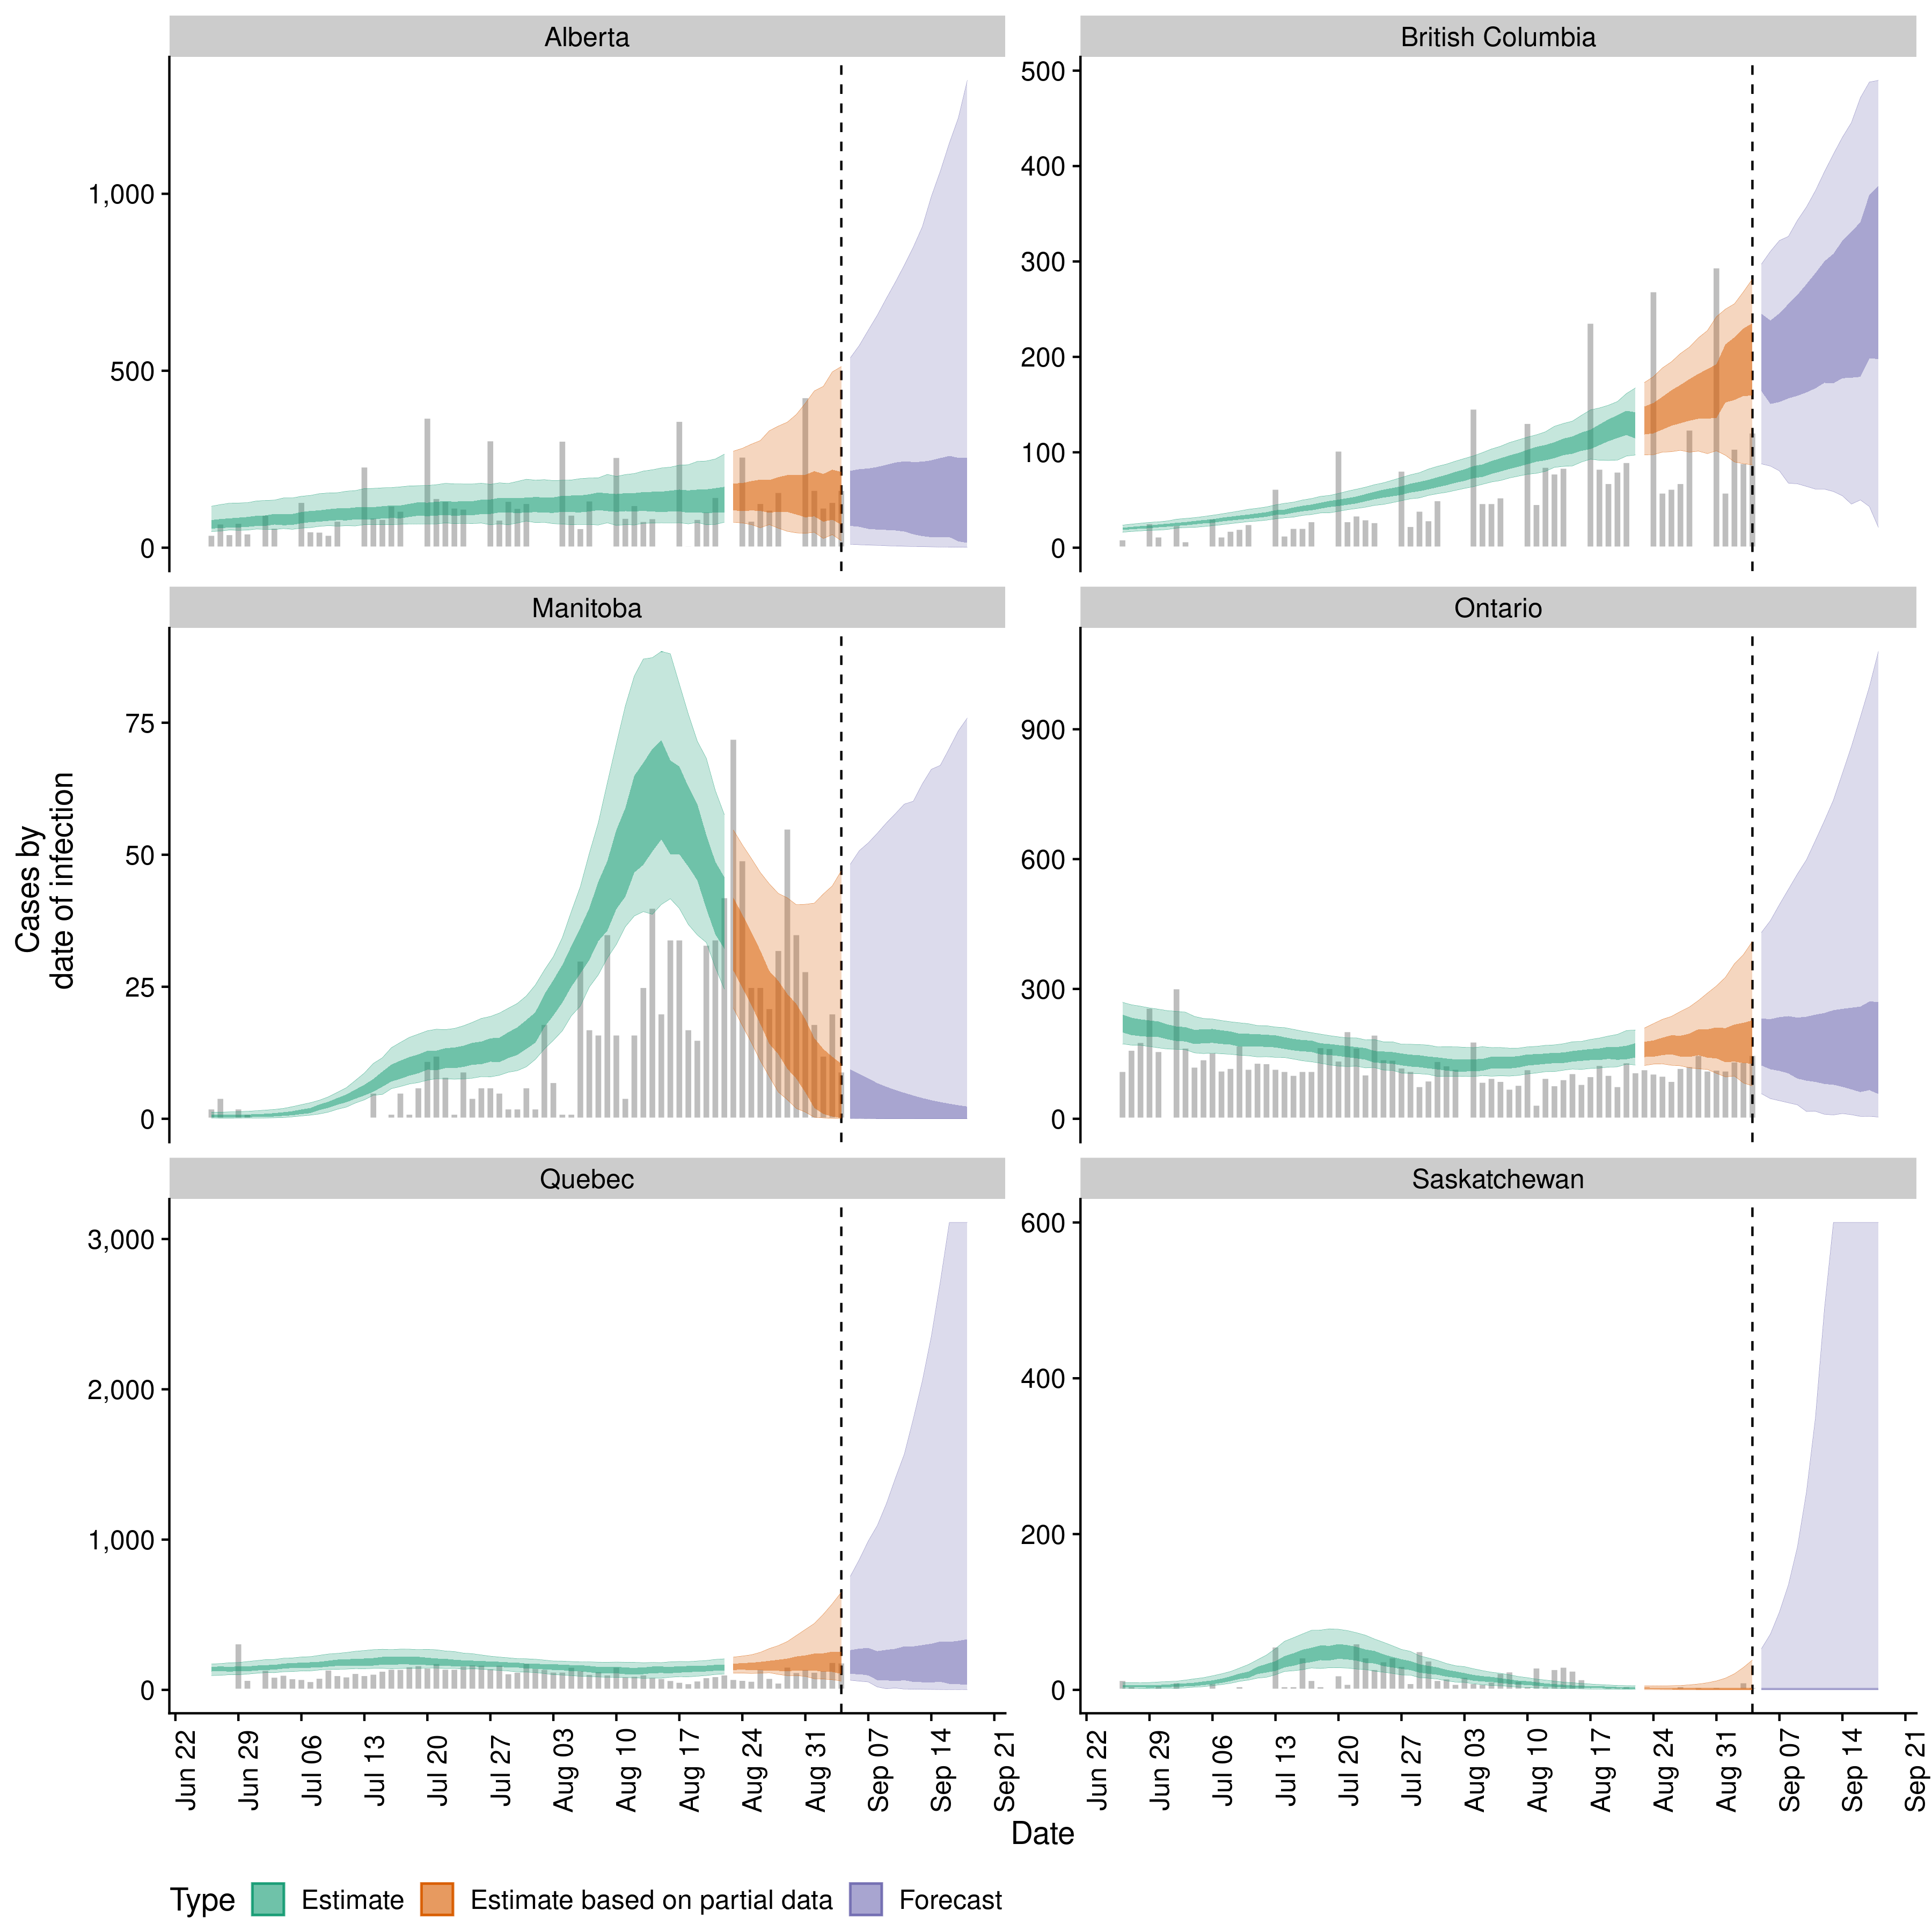 Alberta
British Columbia
1,000
500
0
500
400
300
200
100
0
Manitoba
Ontario
75
50
25
0
900
600
300
0
Quebec
Saskatchewan
3,000
2,000
1,000
0
600
400
200
0
Cases by
date of infection
Jun 22
Jun 29
Jul 06
Jul 13
Jul 20
Jul 27
Aug 03
Aug 10
Aug 17
Aug 24
Aug 31
Sep 07
Sep 14
Sep 21
Jun 22
Jun 29
Jul 06
Jul 13
Jul 20
Jul 27
Aug 03
Aug 10
Aug 17
Aug 24
Aug 31
Sep 07
Sep 14
Sep 21
Date
Type Estimate Estimate based on partial data Forecast